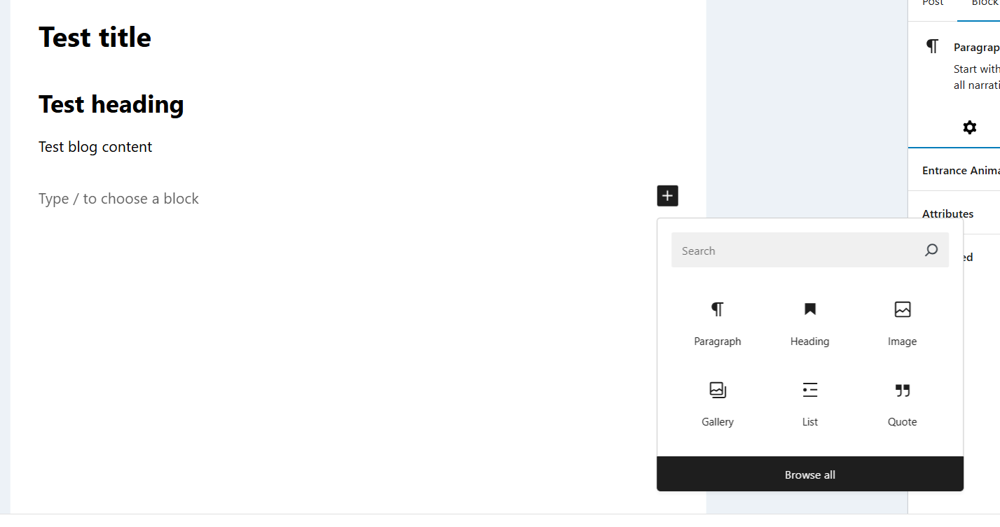 Test title
Test heading
Test blog content
Type / to choose a block
Post Block
Paragrap
Start with
all narrati
Entrance Anima
Attributes
ed
Search
Paragraph Heading Image
Gallery List Quote
Browse all